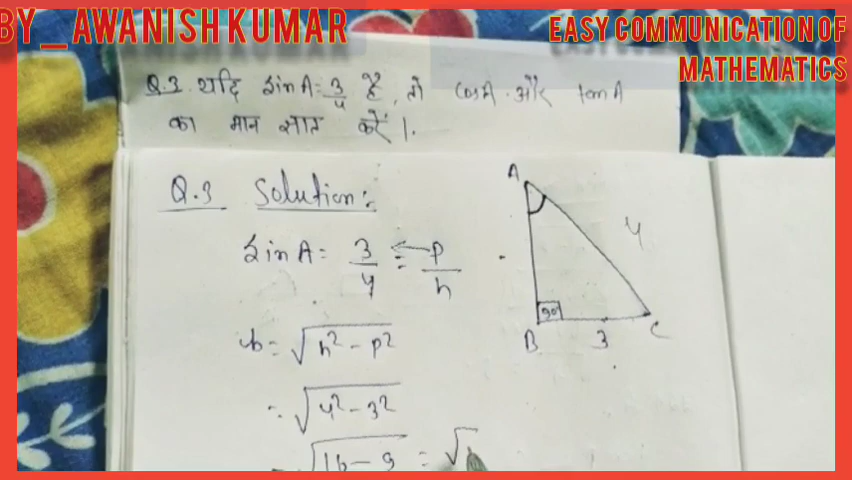 BY_ AWANISH KUMAR
EASY COMMUNICATION OF
MATHEMATICS
Q.3. यदि sin A = 3/4 है, तो cosA और tan A
का मान ज्ञात करें।
Q.3 Solution:-
sin A = 3/4 = p/h
b = √h² - p²
= √4² - 3²
= √16 - 9 = √
A
4
90°
B
3
C